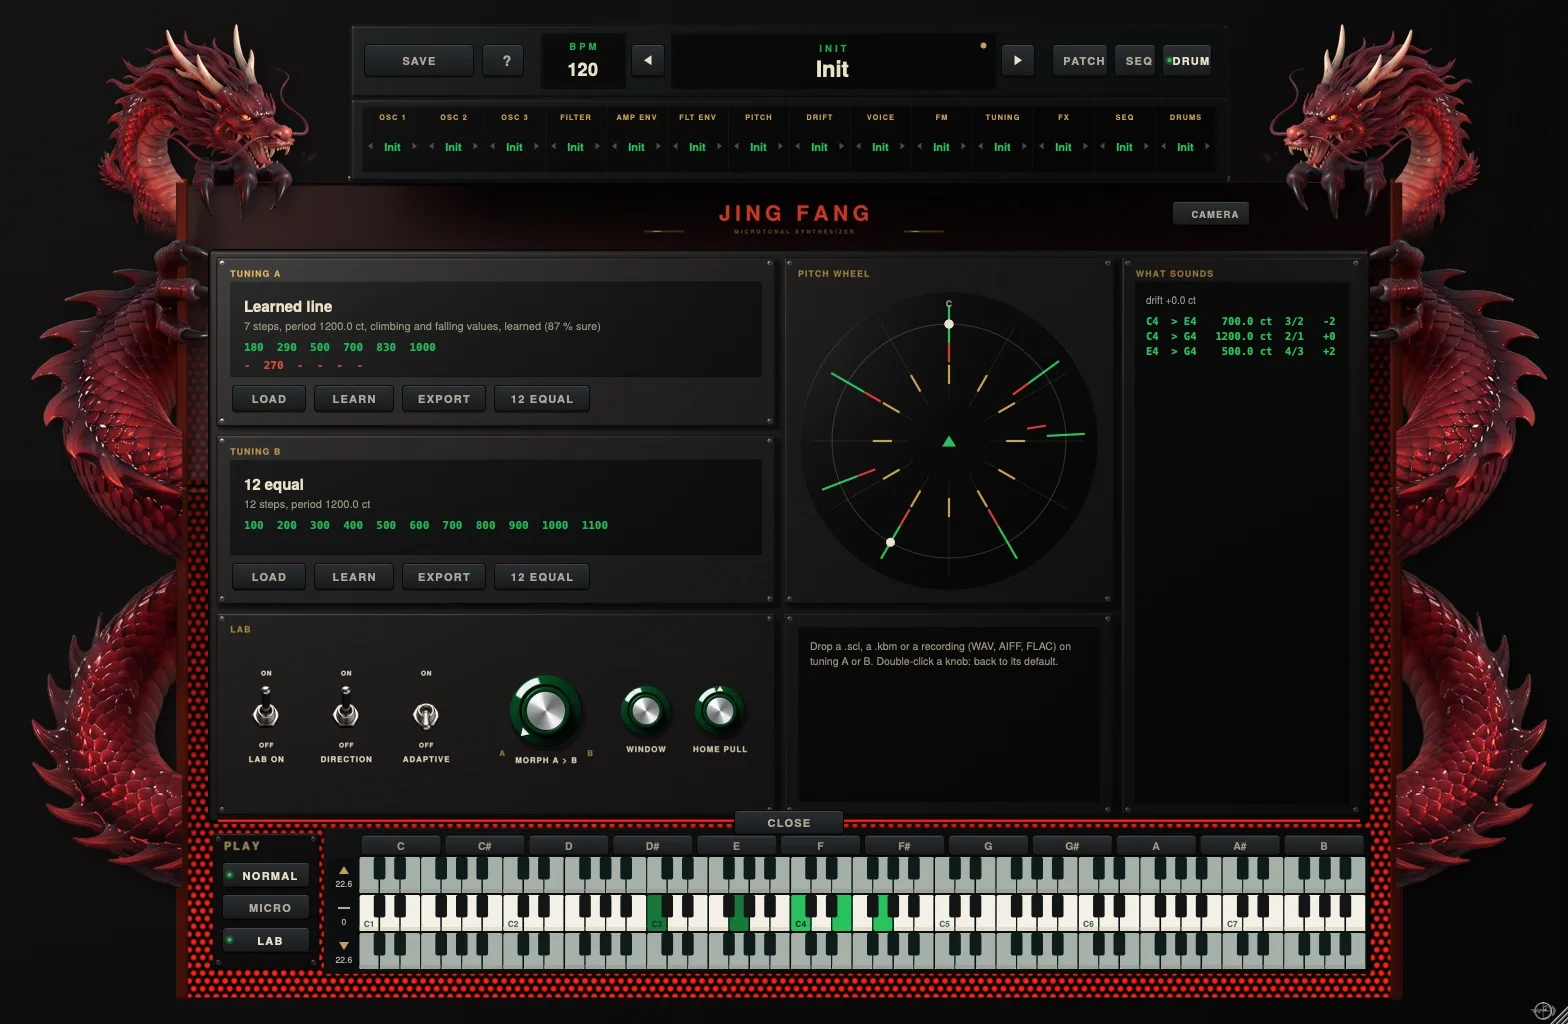 SAVE
?
BPM
120
INIT
Init
PATCH
SEQ
DRUM
OSC 1 OSC 2 OSC 3 FILTER AMP ENV FLT ENV PITCH DRIFT VOICE FM TUNING FX SEQ DRUMS
Init Init Init Init Init Init Init Init Init Init Init Init Init Init
JING FANG
MICROTONAL SYNTHESIZER
CAMERA
TUNING A
Learned line
7 steps, period 1200.0 ct, climbing and falling values, learned (87 % sure)
180 290 500 700 830 1000
- 270 - - - -
LOAD LEARN EXPORT 12 EQUAL
TUNING B
12 equal
12 steps, period 1200.0 ct
100 200 300 400 500 600 700 800 900 1000 1100
LOAD LEARN EXPORT 12 EQUAL
LAB
ON ON ON
OFF OFF OFF
LAB ON DIRECTION ADAPTIVE
A B
MORPH A > B
WINDOW
HOME PULL
PITCH WHEEL
C
Drop a .scl, a .kbm or a recording (WAV, AIFF, FLAC) on
tuning A or B. Double-click a knob: back to its default.
WHAT SOUNDS
drift +0.0 ct
C4 > E4 700.0 ct 3/2 -2
C4 > G4 1200.0 ct 2/1 +0
E4 > G4 500.0 ct 4/3 +2
CLOSE
PLAY
NORMAL
MICRO
LAB
C C# D D# E F F# G G# A A# B
22.6
0
22.6
C1 C2 C3 C4 C5 C6 C7